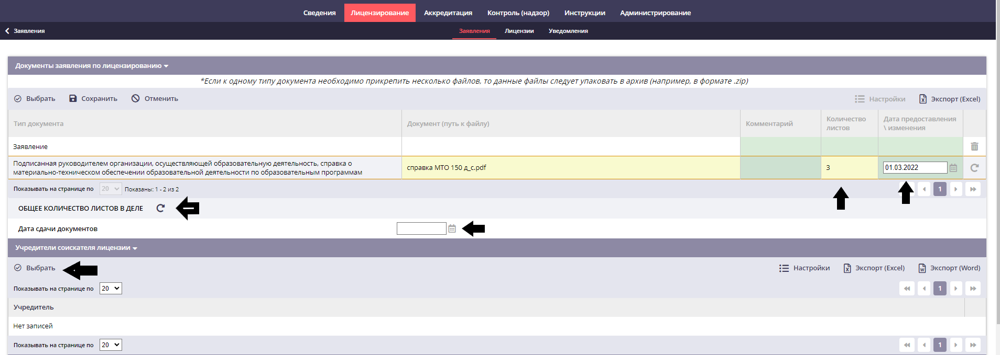 Сведения Лицензирование Аккредитация Контроль (надзор) Инструкции Администрирование
Заявления Заявления Лицензии Уведомления
Документы заявления по лицензированию
*Если к одному типу документа необходимо прикрепить несколько файлов, то данные файлы следует упаковать в архив (например, в формате .zip)
Выбрать Сохранить Отменить Настройки Экспорт (Excel)
Тип документа Документ (путь к файлу) Комментарий Количество листов Дата предоставления \ изменения
Заявление
Подписанная руководителем организации, осуществляющей образовательную деятельность, справка о
материально-техническом обеспечении образовательной деятельности по образовательным программам
справка МТО 150 д_с.pdf 3 01.03.2022
Показывать на странице по 20 Показаны: 1 - 2 из 2 1
ОБЩЕЕ КОЛИЧЕСТВО ЛИСТОВ В ДЕЛЕ
Дата сдачи документов
Учредители соискателя лицензии
Выбрать Настройки Экспорт (Excel) Экспорт (Word)
Показывать на странице по 20 1
Учредитель
Нет записей
Показывать на странице по 20 1